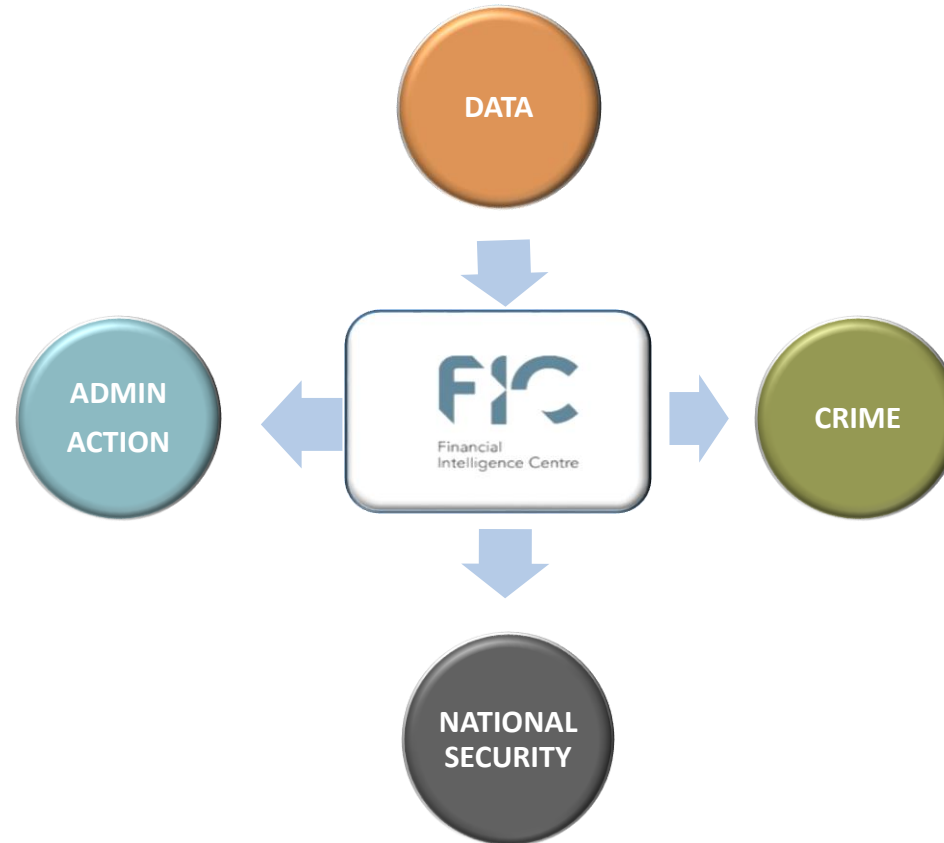 DATA
ADMIN
ACTION
FIC
Financial
Intelligence Centre
CRIME
NATIONAL
SECURITY